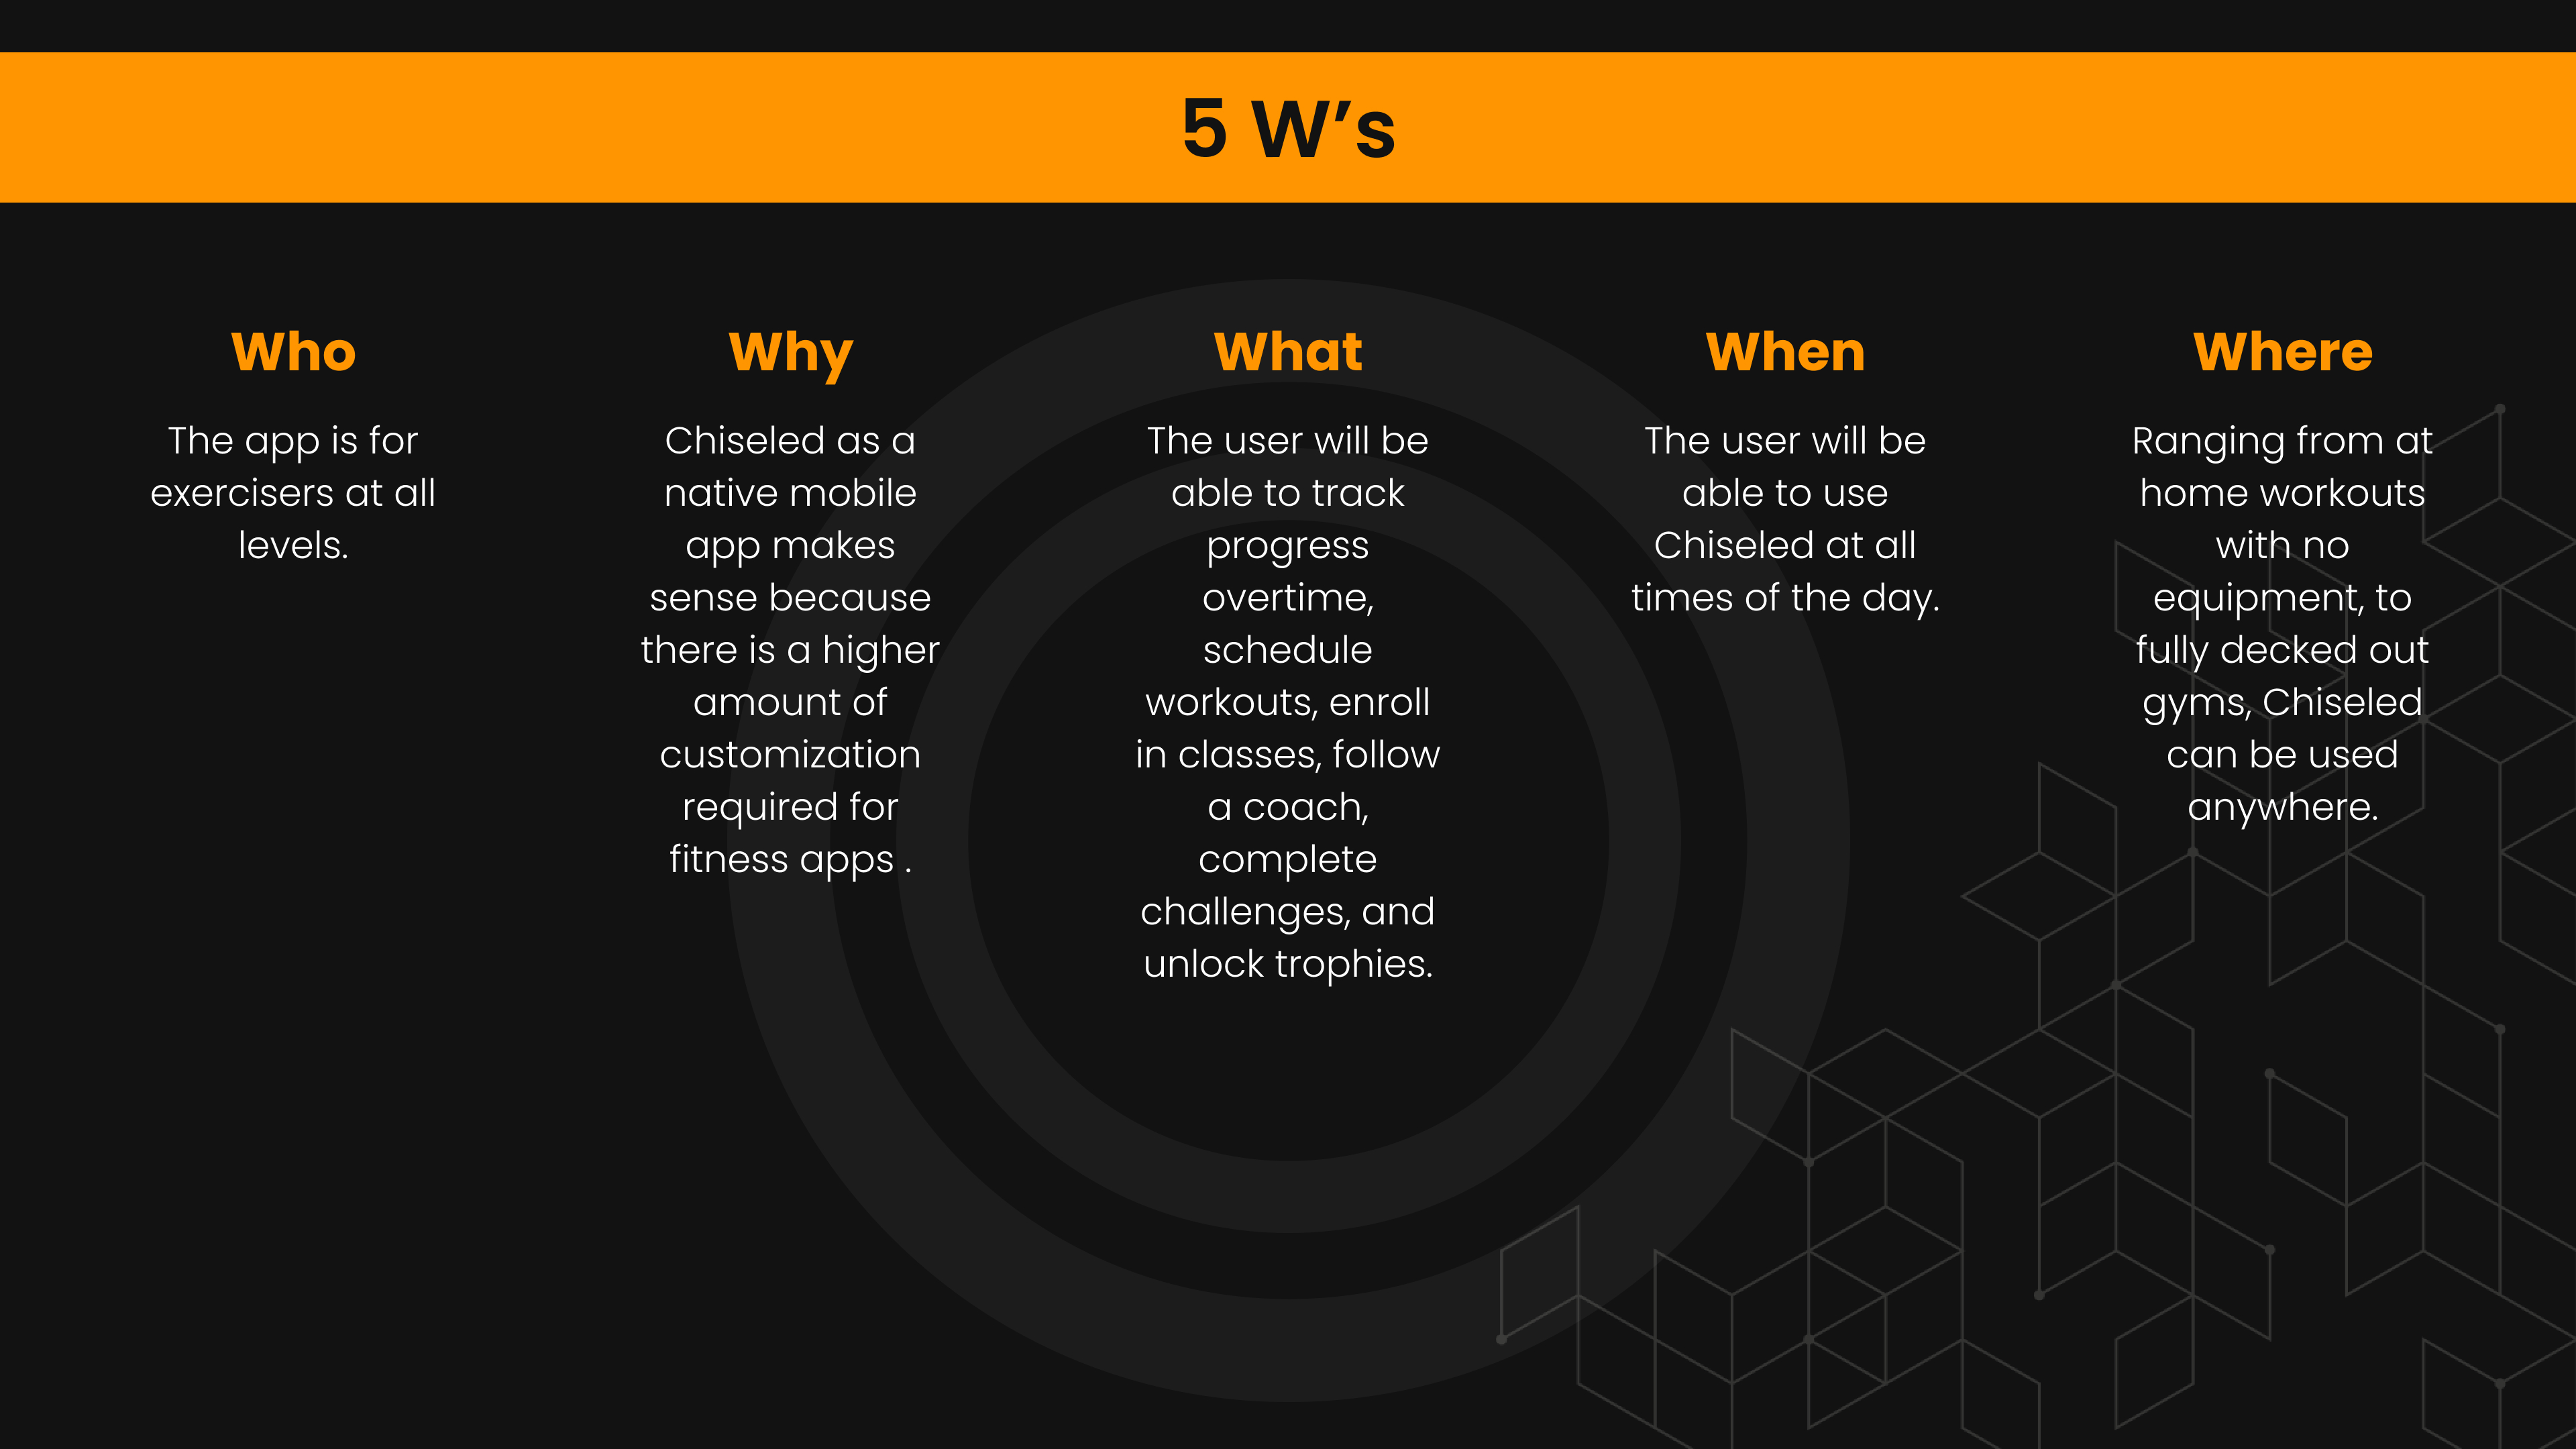 5 W’s
Who
The app is for
exercisers at all
levels.
Why
Chiseled as a
native mobile
app makes
sense because
there is a higher
amount of
customization
required for
fitness apps .
What
The user will be
able to track
progress
overtime,
schedule
workouts, enroll
in classes, follow
a coach,
complete
challenges, and
unlock trophies.
When
The user will be
able to use
Chiseled at all
times of the day.
Where
Ranging from at
home workouts
with no
equipment, to
fully decked out
gyms, Chiseled
can be used
anywhere.